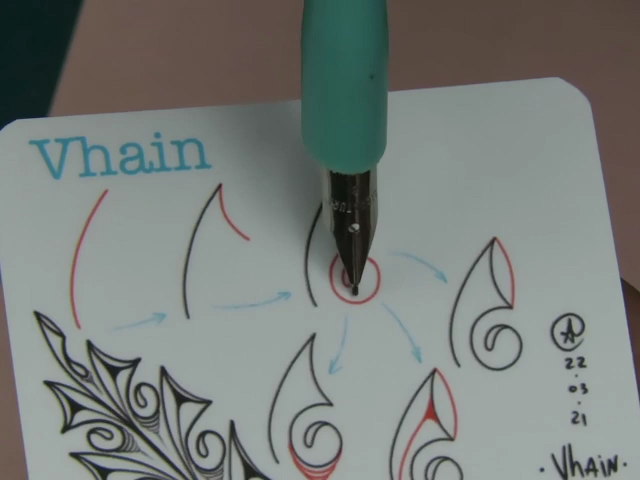 Vhain
A
22
.
03
.
21
·Vhain·